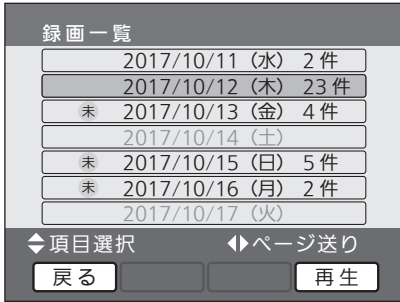 録画一覧
2017/10/11（水） 2件
2017/10/12（木） 23件
未 2017/10/13（金） 4件
2017/10/14（土）
未 2017/10/15（日） 5件
未 2017/10/16（月） 2件
2017/10/17（火）
項目選択 ページ送り
戻る 再生